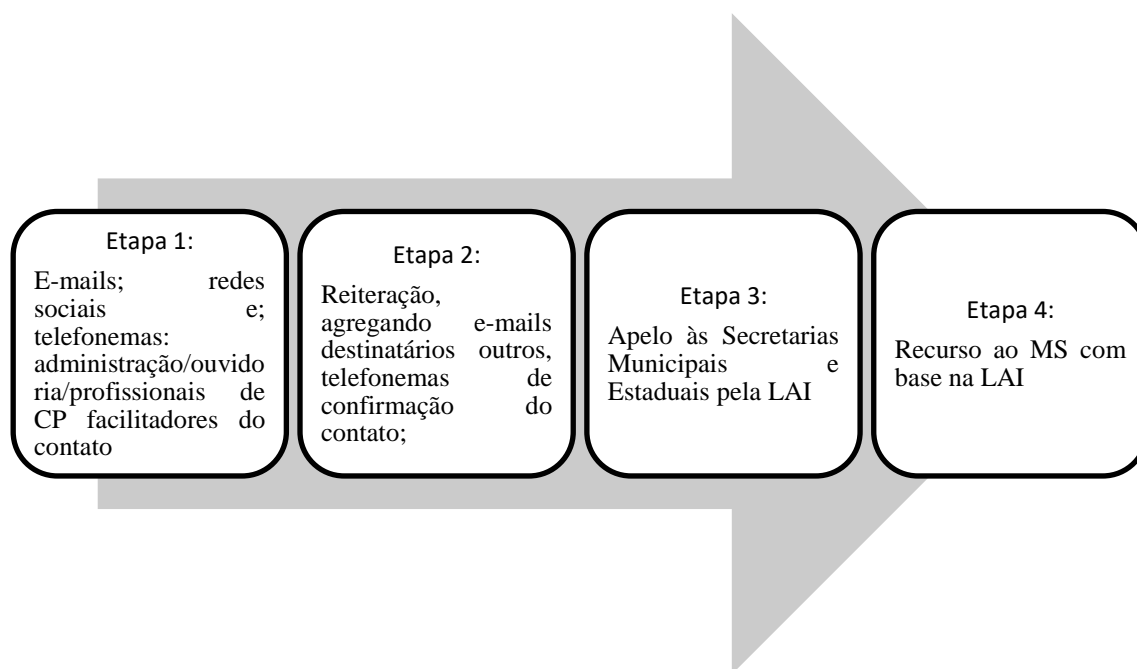 Etapa 1:
E-mails; redes
sociais e;
telefonemas:
administração/ouvido
ria/profissionais de
CP facilitadores do
contato
Etapa 2:
Reiteração,
agregando e-mails
destinatários outros,
telefonemas de
confirmação do
contato;
Etapa 3:
Apelo às Secretarias
Municipais e
Estaduais pela LAI
Etapa 4:
Recurso ao MS com
base na LAI